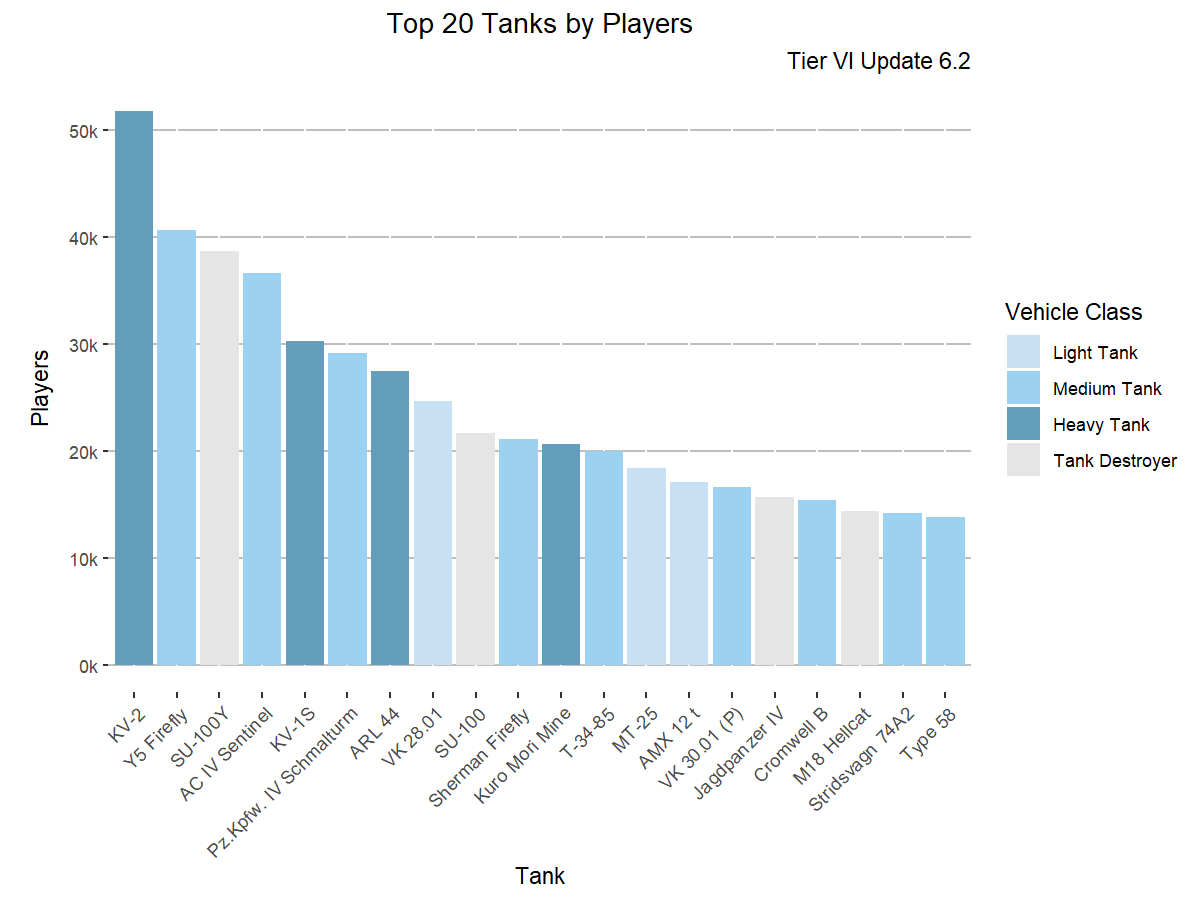 Top 20 Tanks by Players
Tier VI Update 6.2
Players
50k
40k
30k
20k
10k
0k
KV-2
Y5 Firefly
SU-100Y
AC IV Sentinel
KV-1S
Pz.Kpfw. IV Schmalturm
ARL 44
VK 28.01
SU-100
Sherman Firefly
Kuro Mori Mine
T-34-85
MT-25
AMX 12 t
VK 30.01 (P)
Jagdpanzer IV
Cromwell B
M18 Hellcat
Stridsvagn 74A2
Type 58
Tank
Vehicle Class
Light Tank
Medium Tank
Heavy Tank
Tank Destroyer